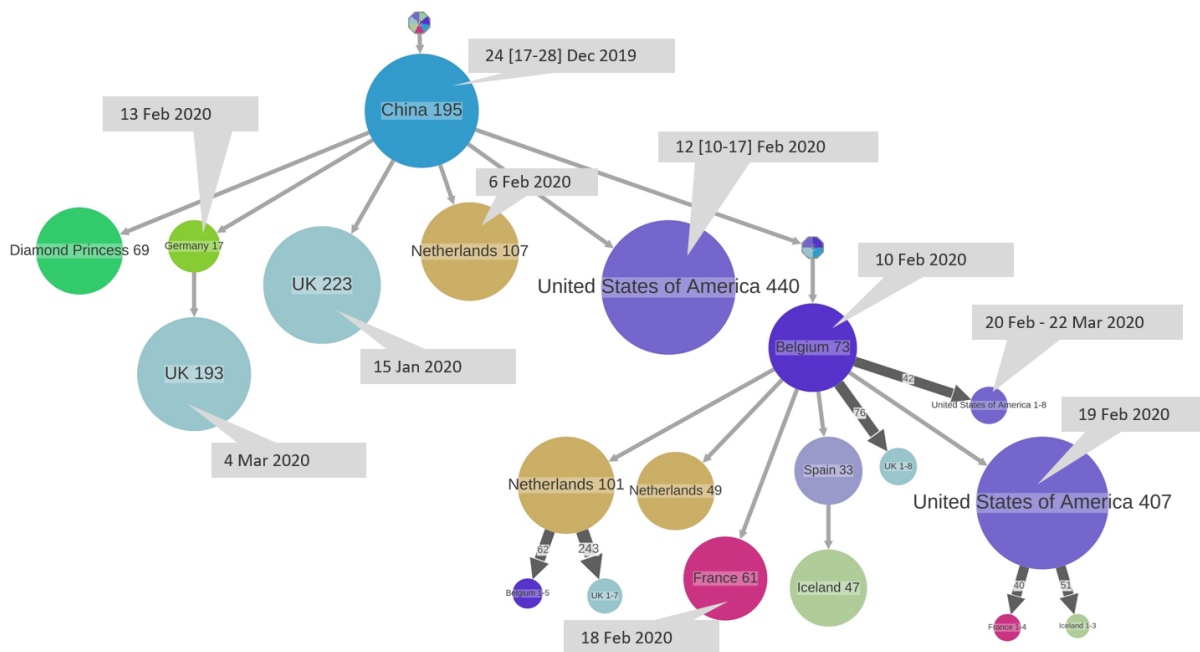 24 [17-28] Dec 2019
China 195
13 Feb 2020
12 [10-17] Feb 2020
6 Feb 2020
Diamond Princess 69
Germany 17
Netherlands 107
UK 223
United States of America 440
10 Feb 2020
20 Feb - 22 Mar 2020
Belgium 73
15 Jan 2020
UK 193
42
United States of America 1-8
76
19 Feb 2020
4 Mar 2020
UK 1-8
Spain 33
Netherlands 101
Netherlands 49
United States of America 407
62
243
France 61
Iceland 47
40
51
Belgium 1-5
UK 1-7
France 1-4
Iceland 1-3
18 Feb 2020